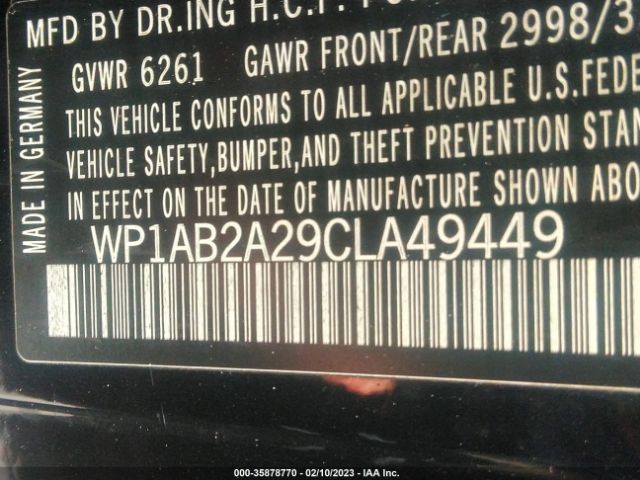 MFD BY DR.ING H.C.F.
GVWR 6261 GAWR FRONT/REAR 2998/3
THIS VEHICLE CONFORMS TO ALL APPLICABLE U.S.FEDE
VEHICLE SAFETY,BUMPER,AND THEFT PREVENTION STAN
IN EFFECT ON THE DATE OF MANUFACTURE SHOWN ABO
MADE IN GERMANY
WP1AB2A29CLA49449
000-35878770 - 02/10/2023 - IAA Inc.